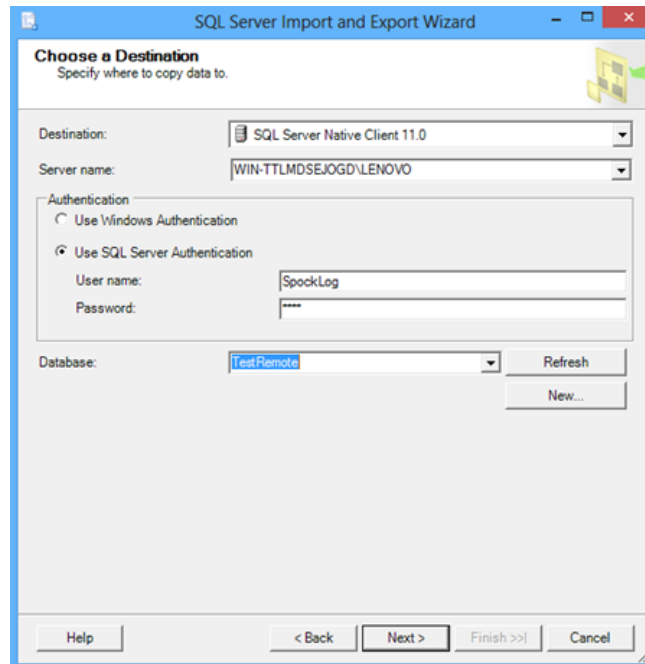 SQL Server Import and Export Wizard
Choose a Destination
Specify where to copy data to.
Destination:
SQL Server Native Client 11.0
Server name:
WIN-TTLMDSEJOGD\LENOVO
Authentication
Use Windows Authentication
Use SQL Server Authentication
User name:
SpockLog
Password:
****
Database:
TestRemote
Refresh
New...
Help
< Back
Next >
Finish >>|
Cancel